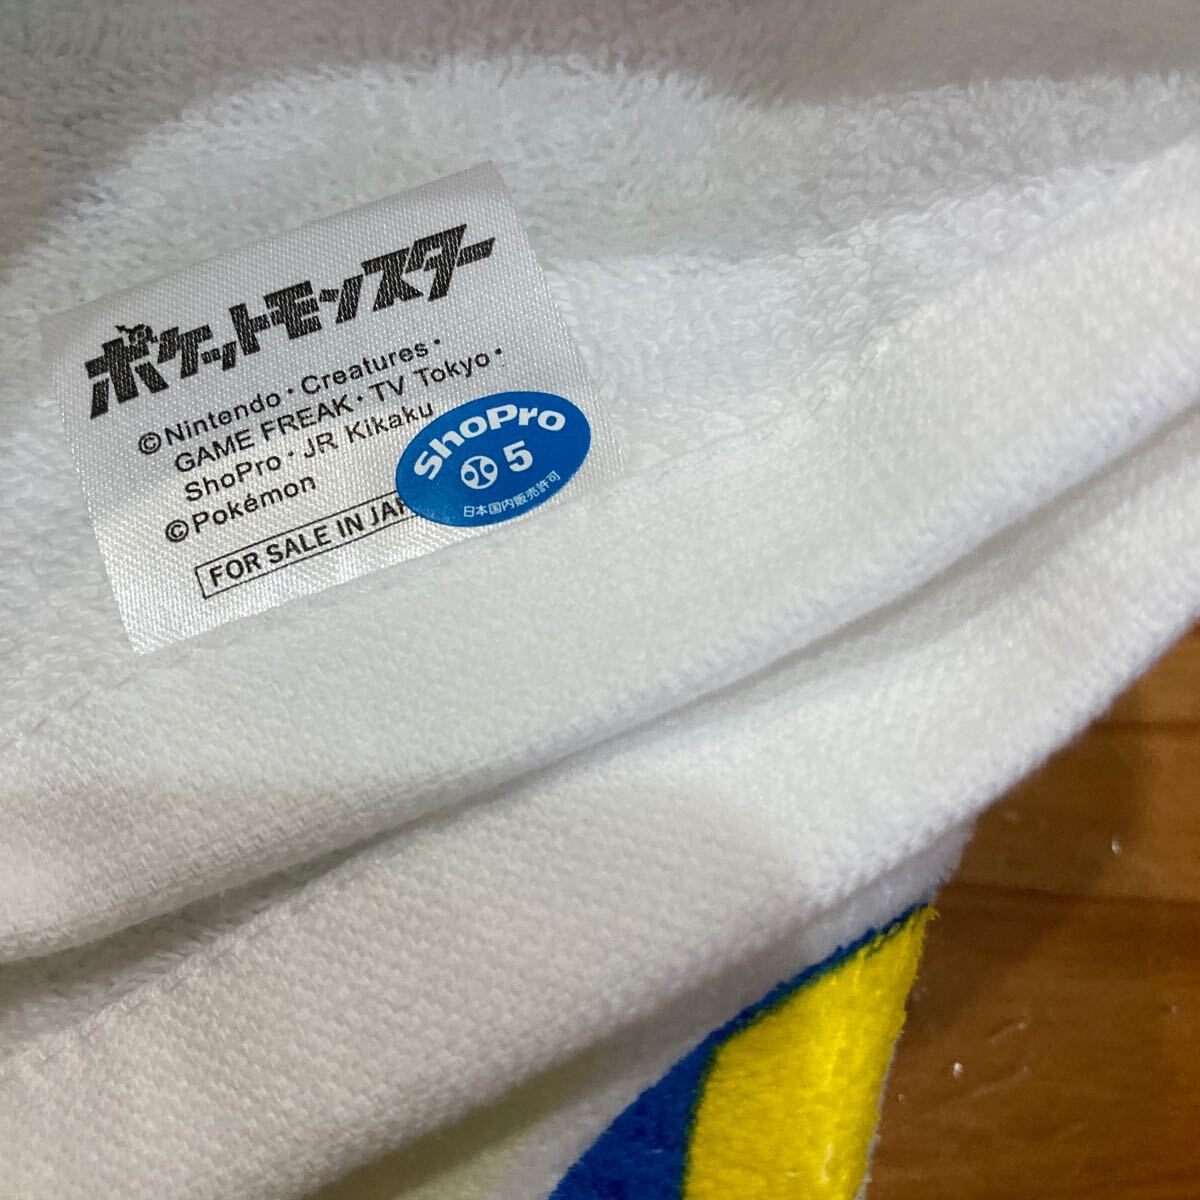 ポケットモンスター
©Nintendo・Creatures・
GAME FREAK・TV Tokyo・
ShoPro・JR Kikaku
©Pokémon
FOR SALE IN
ShoPro
5
日本国内販売許可